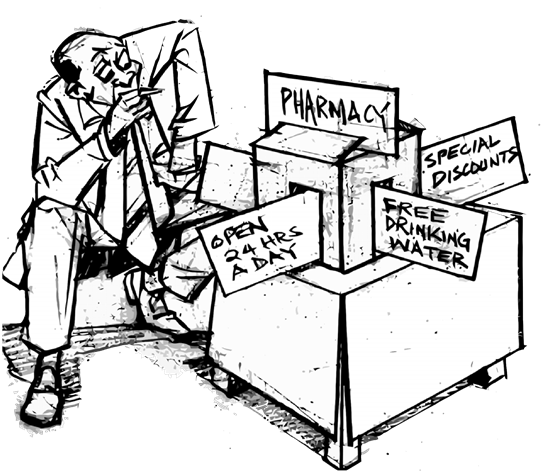 PHARMACY
SPECIAL
DISCOUNTS
OPEN
24 HRS
A DAY
FREE
DRINKING
WATER